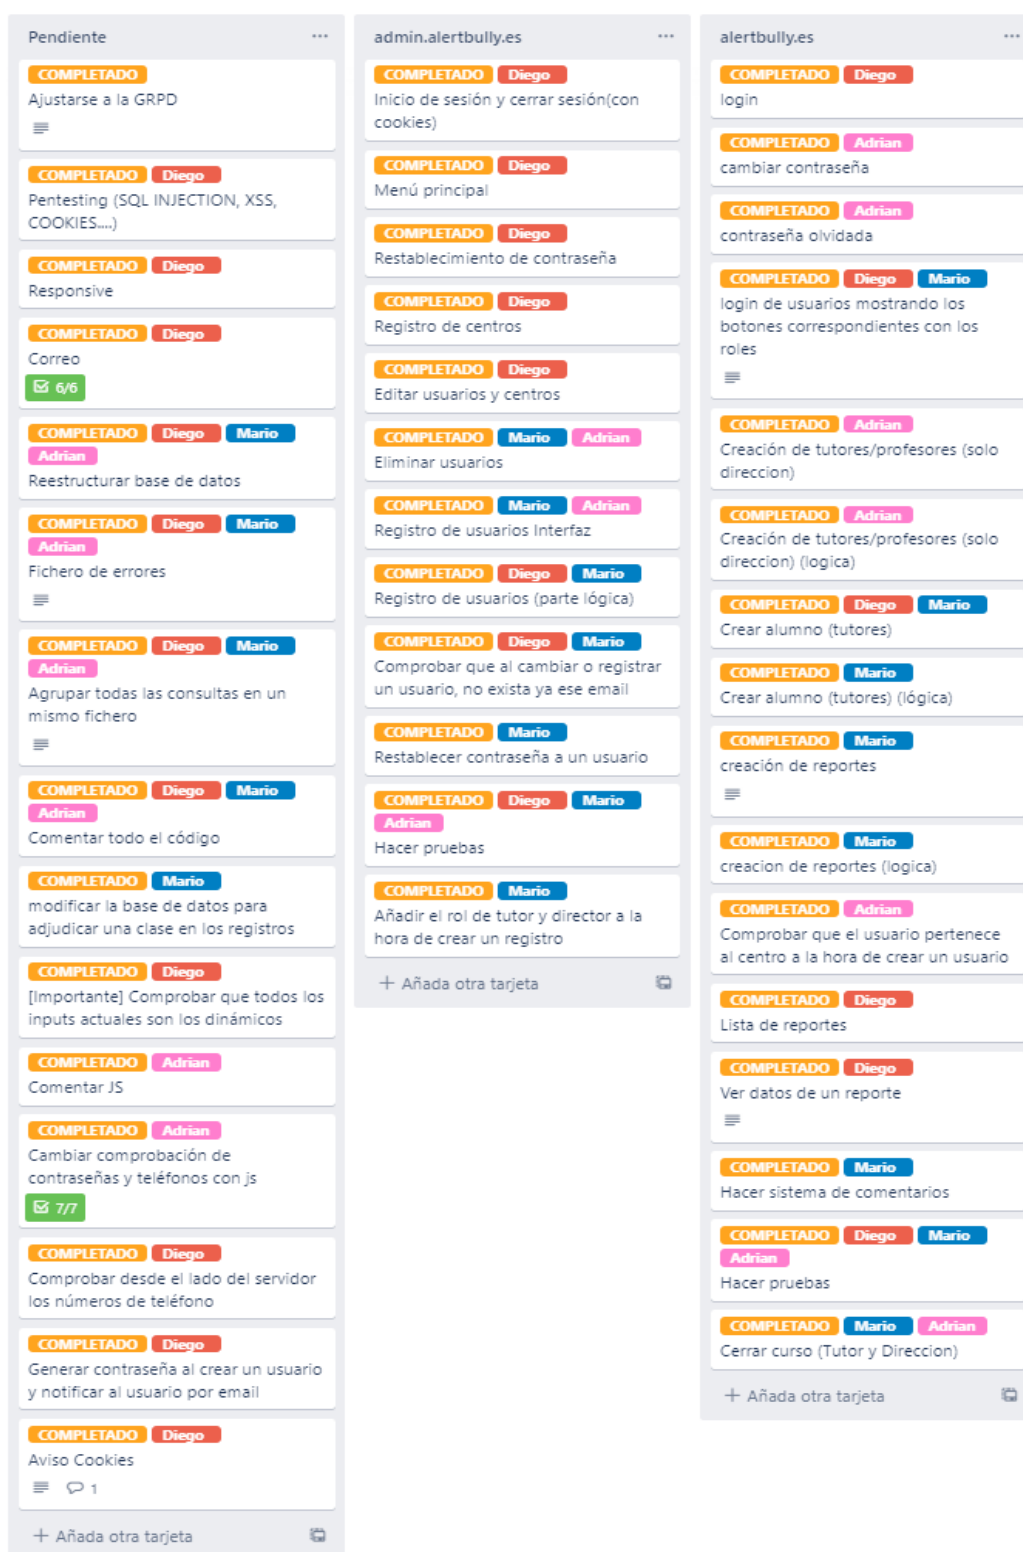 Pendiente
COMPLETADO
Ajustarse a la GRPD
COMPLETADO Diego
Pentesting (SQL INJECTION, XSS,
COOKIES....)
COMPLETADO Diego
Responsive
COMPLETADO Diego
Correo
6/6
COMPLETADO Diego Mario
Adrian
Reestructurar base de datos
COMPLETADO Diego Mario
Adrian
Fichero de errores
COMPLETADO Diego Mario
Adrian
Agrupar todas las consultas en un
mismo fichero
COMPLETADO Diego Mario
Adrian
Comentar todo el código
COMPLETADO Mario
modificar la base de datos para
adjudicar una clase en los registros
COMPLETADO Diego
[Importante] Comprobar que todos los
inputs actuales son los dinámicos
COMPLETADO Adrian
Comentar JS
COMPLETADO Adrian
Cambiar comprobación de
contraseñas y teléfonos con js
7/7
COMPLETADO Diego
Comprobar desde el lado del servidor
los números de teléfono
COMPLETADO Diego
Generar contraseña al crear un usuario
y notificar al usuario por email
COMPLETADO Diego
Aviso Cookies
1
+ Añada otra tarjeta
admin.alertbully.es
COMPLETADO Diego
Inicio de sesión y cerrar sesión(con
cookies)
COMPLETADO Diego
Menú principal
COMPLETADO Diego
Restablecimiento de contraseña
COMPLETADO Diego
Registro de centros
COMPLETADO Diego
Editar usuarios y centros
COMPLETADO Mario Adrian
Eliminar usuarios
COMPLETADO Mario Adrian
Registro de usuarios Interfaz
COMPLETADO Diego Mario
Registro de usuarios (parte lógica)
COMPLETADO Diego Mario
Comprobar que al cambiar o registrar
un usuario, no exista ya ese email
COMPLETADO Mario
Restablecer contraseña a un usuario
COMPLETADO Diego Mario
Adrian
Hacer pruebas
COMPLETADO Mario
Añadir el rol de tutor y director a la
hora de crear un registro
+ Añada otra tarjeta
alertbully.es
COMPLETADO Diego
login
COMPLETADO Adrian
cambiar contraseña
COMPLETADO Adrian
contraseña olvidada
COMPLETADO Diego Mario
login de usuarios mostrando los
botones correspondientes con los
roles
COMPLETADO Adrian
Creación de tutores/profesores (solo
direccion)
COMPLETADO Adrian
Creación de tutores/profesores (solo
direccion) (logica)
COMPLETADO Diego Mario
Crear alumno (tutores)
COMPLETADO Mario
Crear alumno (tutores) (lógica)
COMPLETADO Mario
creación de reportes
COMPLETADO Mario
creacion de reportes (logica)
COMPLETADO Adrian
Comprobar que el usuario pertenece
al centro a la hora de crear un usuario
COMPLETADO Diego
Lista de reportes
COMPLETADO Diego
Ver datos de un reporte
COMPLETADO Mario
Hacer sistema de comentarios
COMPLETADO Diego Mario
Adrian
Hacer pruebas
COMPLETADO Mario Adrian
Cerrar curso (Tutor y Direccion)
+ Añada otra tarjeta